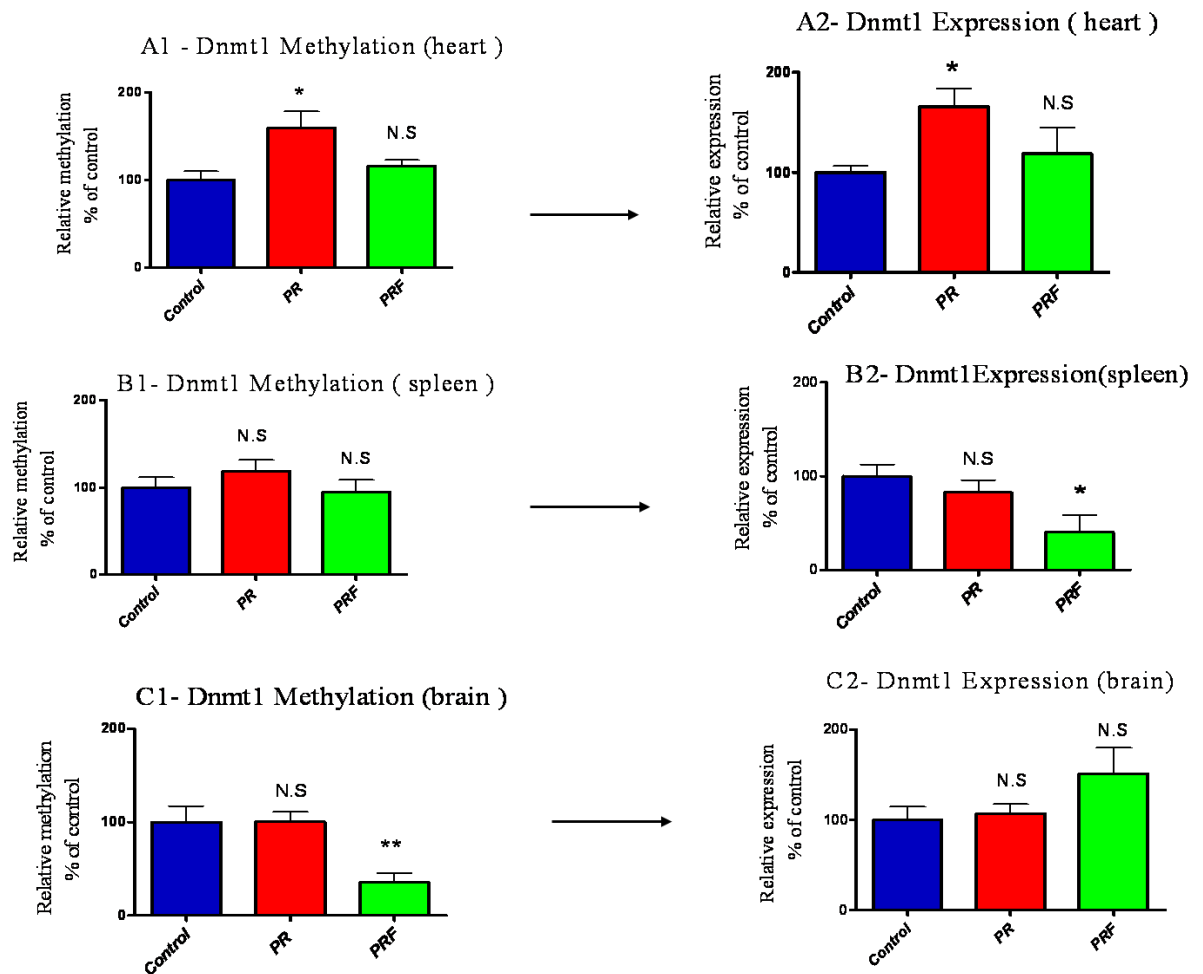 A1 - Dnmt1 Methylation (heart )
Relative methylation
% of control
200
100
0
*
N.S
Control
PR
PRF
A2- Dnmt1 Expression ( heart )
Relative expression
% of control
200
100
0
*
N.S
Control
PR
PRF
B1- Dnmt1 Methylation ( spleen )
Relative methylation
% of control
200
100
0
N.S
N.S
Control
PR
PRF
B2- Dnmt1Expression(spleen)
Relative expression
% of control
200
100
0
N.S
*
Control
PR
PRF
C1- Dnmt1 Methylation (brain )
Relative methylation
% of control
200
100
0
N.S
**
Control
PR
PRF
C2- Dnmt1 Expression (brain)
Relative expression
% of control
200
100
0
N.S
N.S
Control
PR
PRF